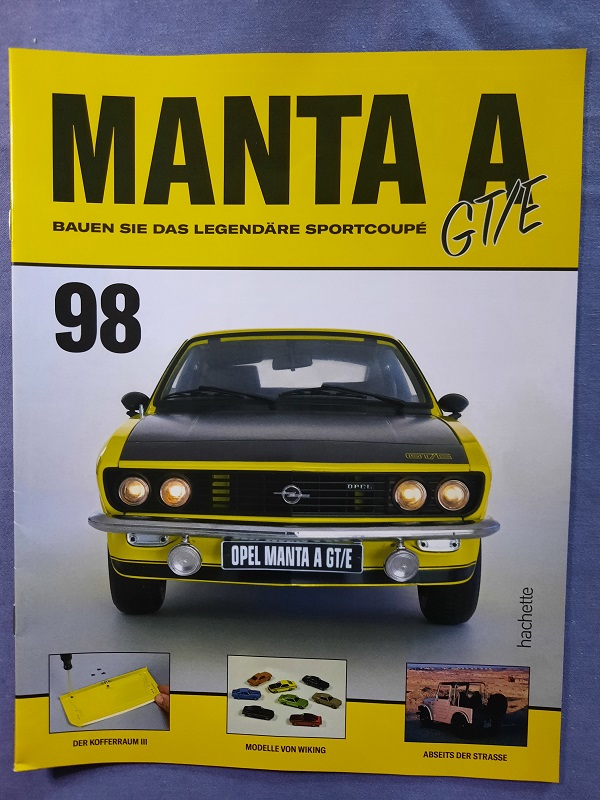 MANTA A
GT/E
BAUEN SIE DAS LEGENDÄRE SPORTCOUPÉ
98
GT/E
OPEL
OPEL MANTA A GT/E
hachette
DER KOFFERRAUM III
MODELLE VON WIKING
ABSEITS DER STRASSE